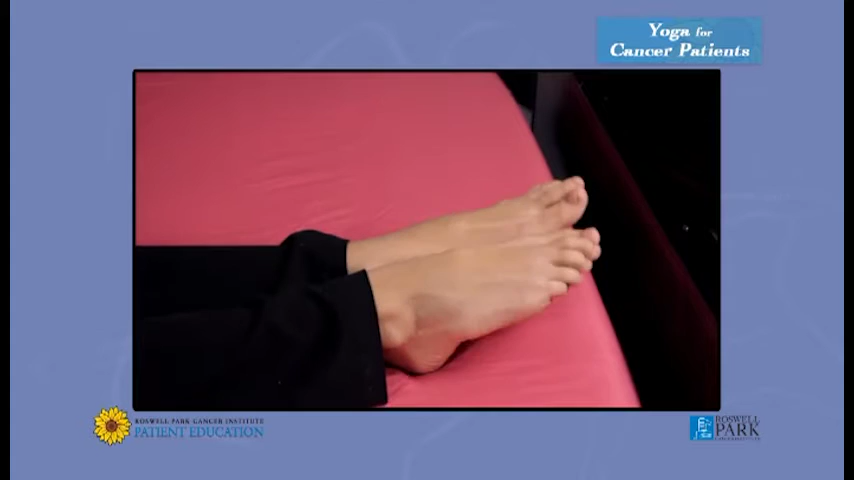 Yoga for
Cancer Patients
ROSWELL PARK CANCER INSTITUTE
PATIENT EDUCATION
ROSWELL
PARK